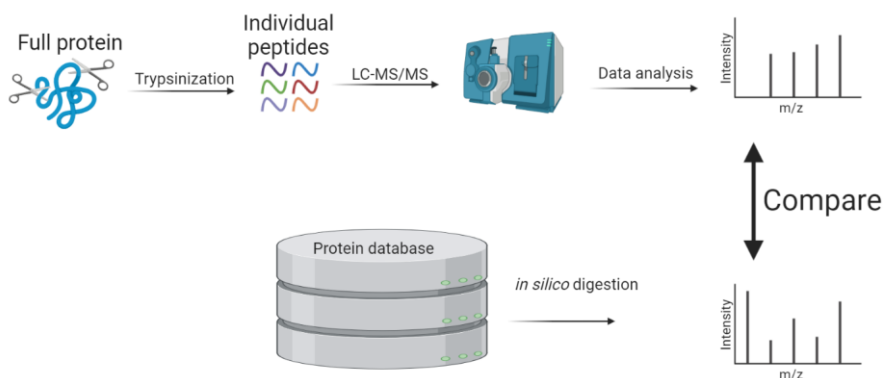 Full protein
Trypsinization
Individual
peptides
LC-MS/MS
Data analysis
Intensity
m/z
Compare
Protein database
in silico digestion
Intensity
m/z